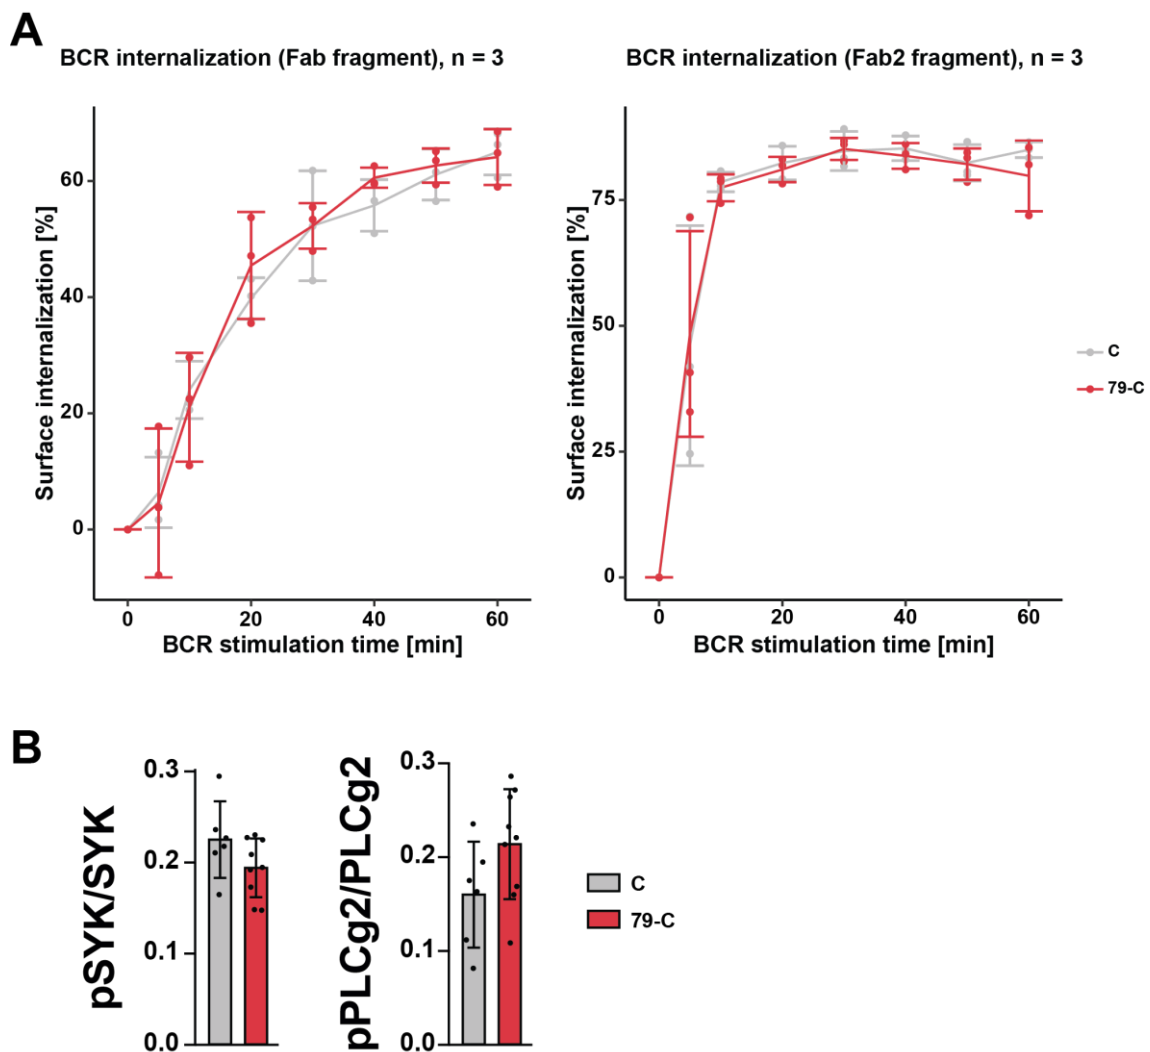 A
BCR internalization (Fab fragment), n = 3
BCR internalization (Fab2 fragment), n = 3
Surface internalization [%]
60
40
20
0
0 20 40 60
BCR stimulation time [min]
Surface internalization [%]
75
50
25
0
0 20 40 60
BCR stimulation time [min]
C
79-C
B
pSYK/SYK
0.3
0.2
0.1
0.0
pPLCg2/PLCg2
0.3
0.2
0.1
0.0
C
79-C